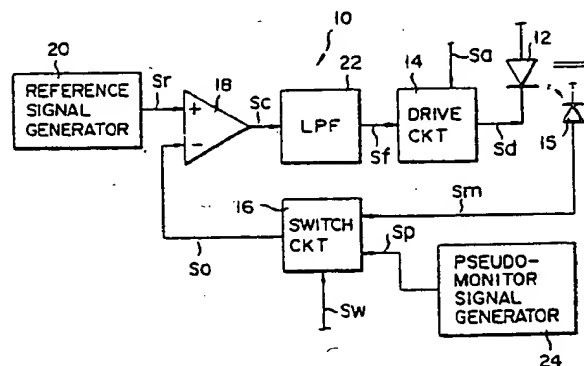 10
20
REFERENCE
SIGNAL
GENERATOR
Sr
+
−
18
Sc
22
LPF
Sf
14
Sa
DRIVE
CKT
Sd
12
15
16
SWITCH
CKT
So
Sm
Sp
Sw
PSEUDO-
MONITOR
SIGNAL
GENERATOR
24